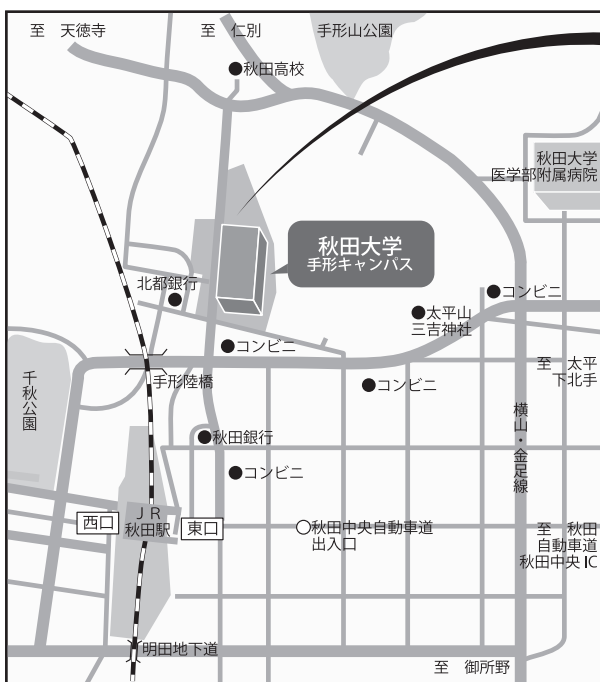 至　天徳寺
至　仁別
手形山公園
秋田高校
秋田大学
医学部附属病院
秋田大学
手形キャンパス
北都銀行
コンビニ
太平山
三吉神社
コンビニ
手形陸橋
コンビニ
至　太平
下北手
千秋公園
横山・金足線
秋田銀行
コンビニ
西口
ＪＲ
秋田駅
東口
秋田中央自動車道
出入口
至　秋田
自動車道
秋田中央IC
明田地下道
至　御所野